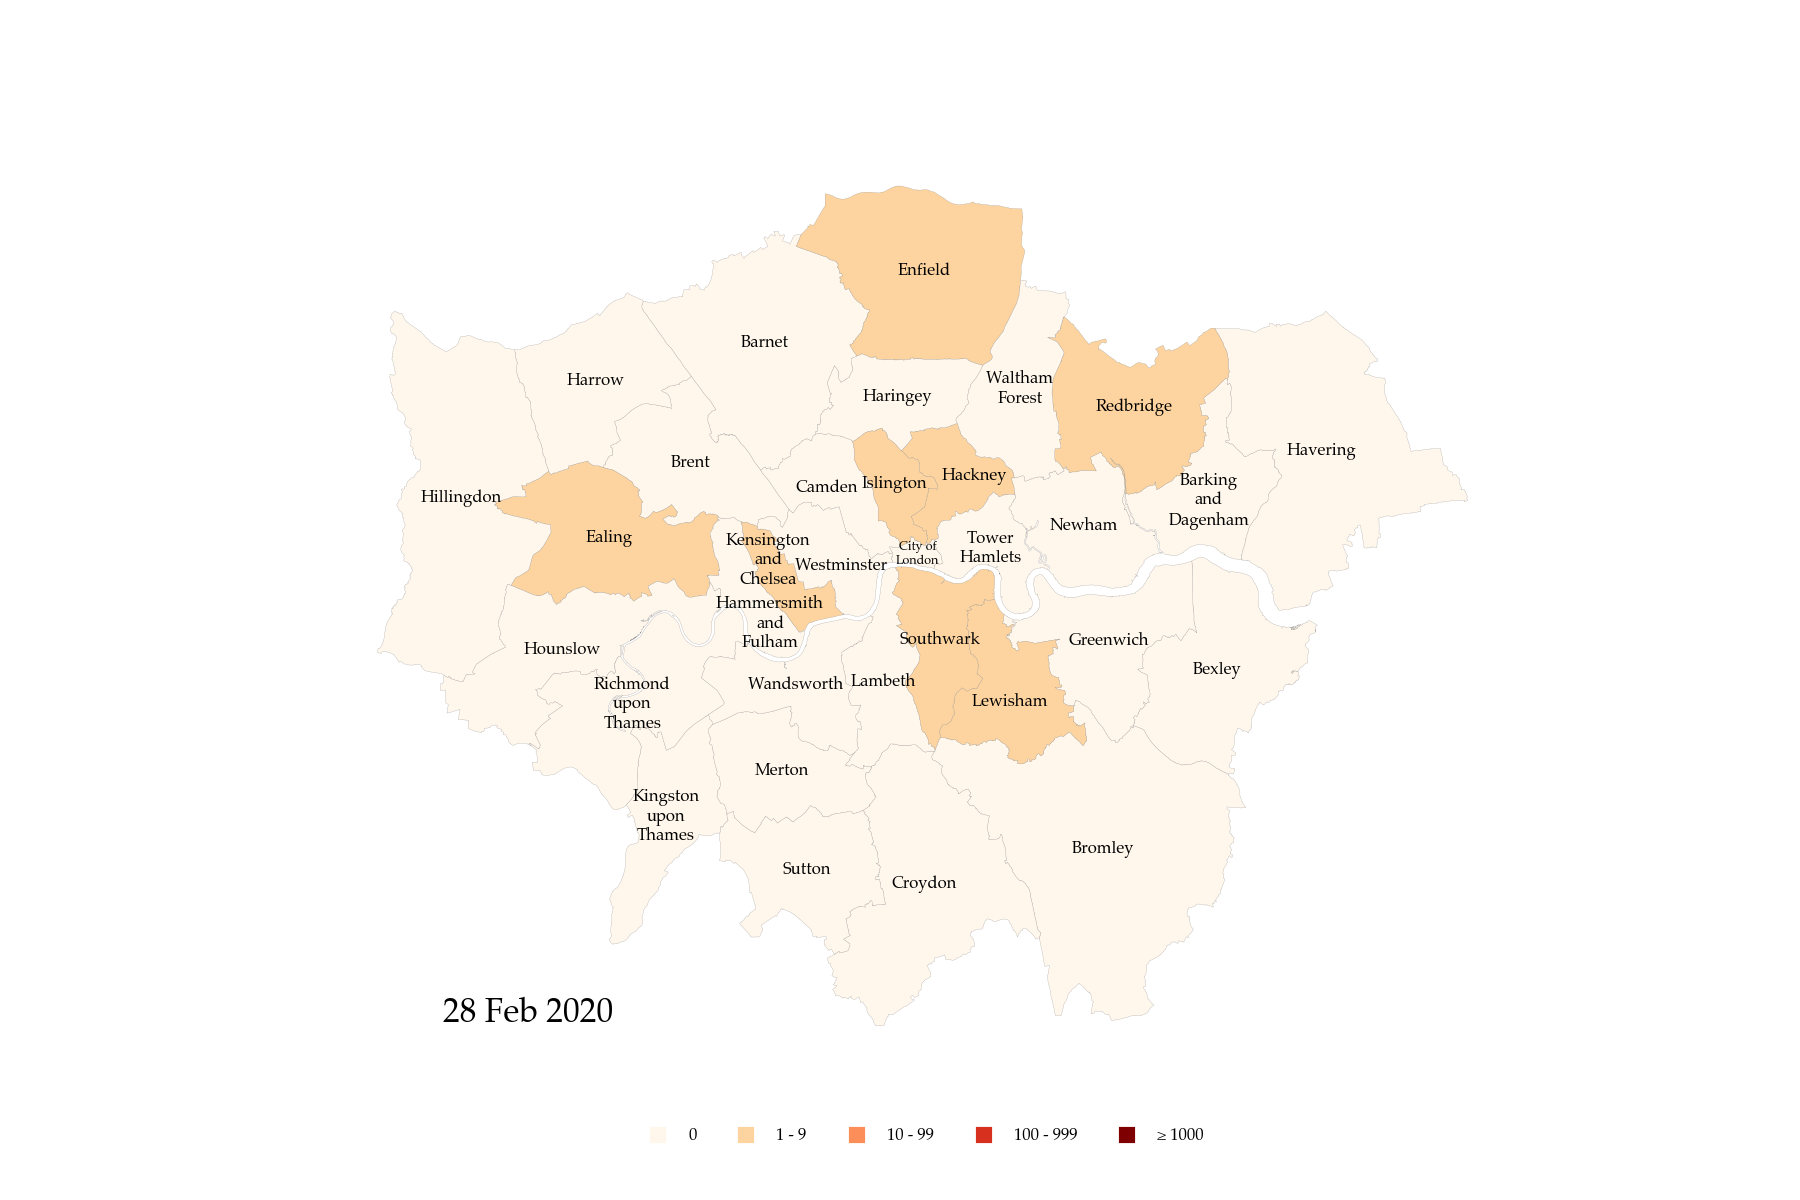 Enfield
Barnet
Harrow
Haringey
Waltham
Forest
Redbridge
Havering
Brent
Hillingdon
Camden
Islington
Hackney
Barking
and
Dagenham
Newham
Ealing
Kensington
and
Chelsea
Westminster
City of
London
Tower
Hamlets
Hammersmith
and
Fulham
Hounslow
Southwark
Greenwich
Bexley
Richmond
upon
Thames
Wandsworth
Lambeth
Lewisham
Merton
Kingston
upon
Thames
Sutton
Croydon
Bromley
28 Feb 2020
0 1 - 9 10 - 99 100 - 999 ≥ 1000